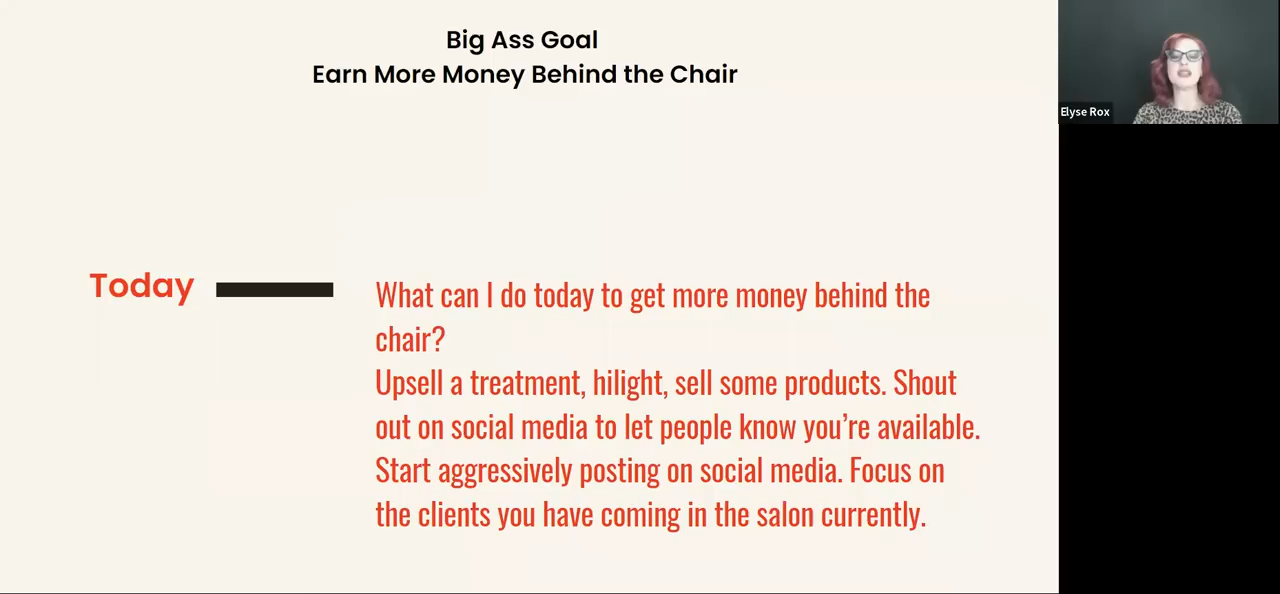 Big Ass Goal
Earn More Money Behind the Chair
Elyse Rox
Today
What can I do today to get more money behind the
chair?
Upsell a treatment, hilight, sell some products. Shout
out on social media to let people know you’re available.
Start aggressively posting on social media. Focus on
the clients you have coming in the salon currently.